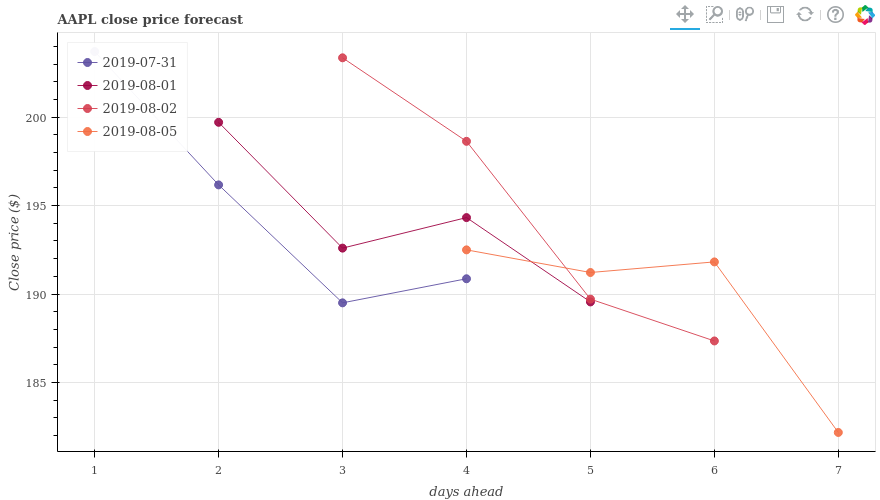 AAPL close price forecast
2019-07-31
2019-08-01
2019-08-02
2019-08-05
Close price ($)
200
195
190
185
1 2 3 4 5 6 7
days ahead